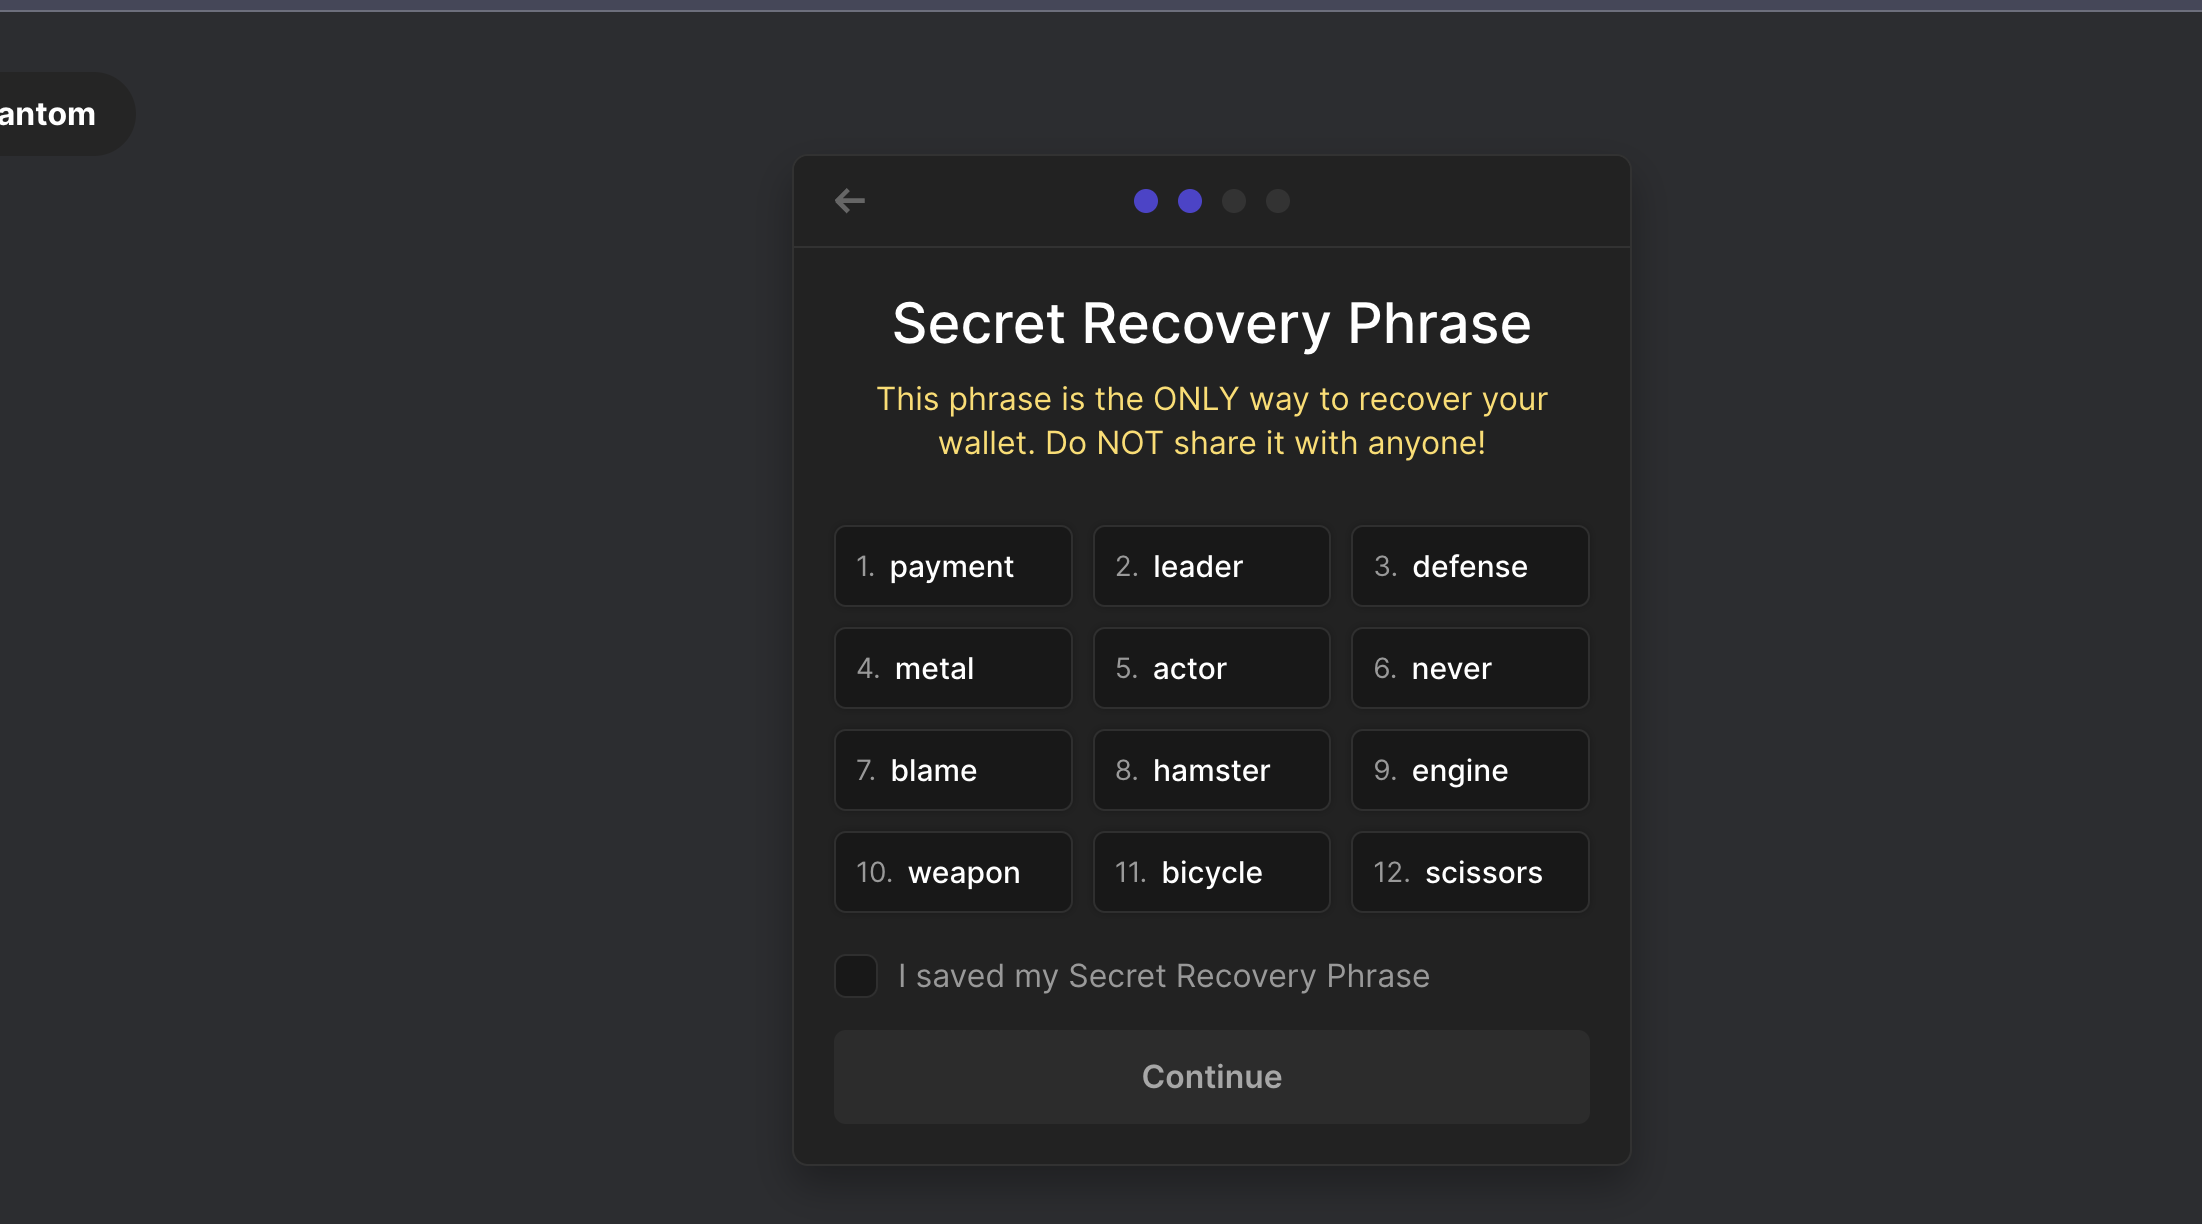 antom
Secret Recovery Phrase
This phrase is the ONLY way to recover your
wallet. Do NOT share it with anyone!
1. payment 2. leader 3. defense
4. metal 5. actor 6. never
7. blame 8. hamster 9. engine
10. weapon 11. bicycle 12. scissors
I saved my Secret Recovery Phrase
Continue